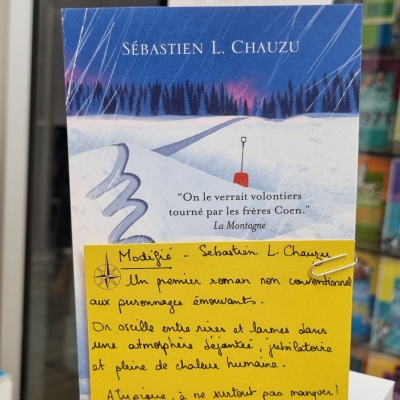 SÉBASTIEN L. CHAUZU
“On le verrait volontiers
tourné par les frères Coen.”
La Montagne
Modifié - Sébastien L. Chauzu
Un premier roman non conventionnel
aux personnages émouvants.
On oscille entre rires et larmes dans
une atmosphère déjantée, jubilatoire
et pleine de chaleur humaine.
Atypique, à ne surtout pas manquer!